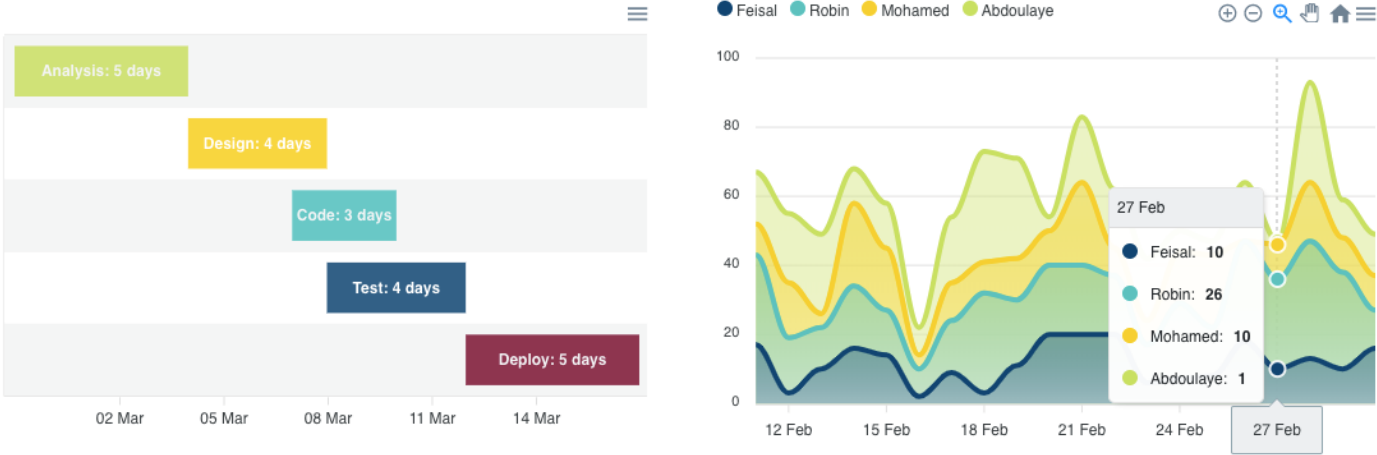 Analysis: 5 days
Design: 4 days
Code: 3 days
Test: 4 days
Deploy: 5 days
02 Mar 05 Mar 08 Mar 11 Mar 14 Mar
Feisal Robin Mohamed Abdoulaye
100
80
60
40
20
0
27 Feb
Feisal: 10
Robin: 26
Mohamed: 10
Abdoulaye: 1
12 Feb 15 Feb 18 Feb 21 Feb 24 Feb 27 Feb